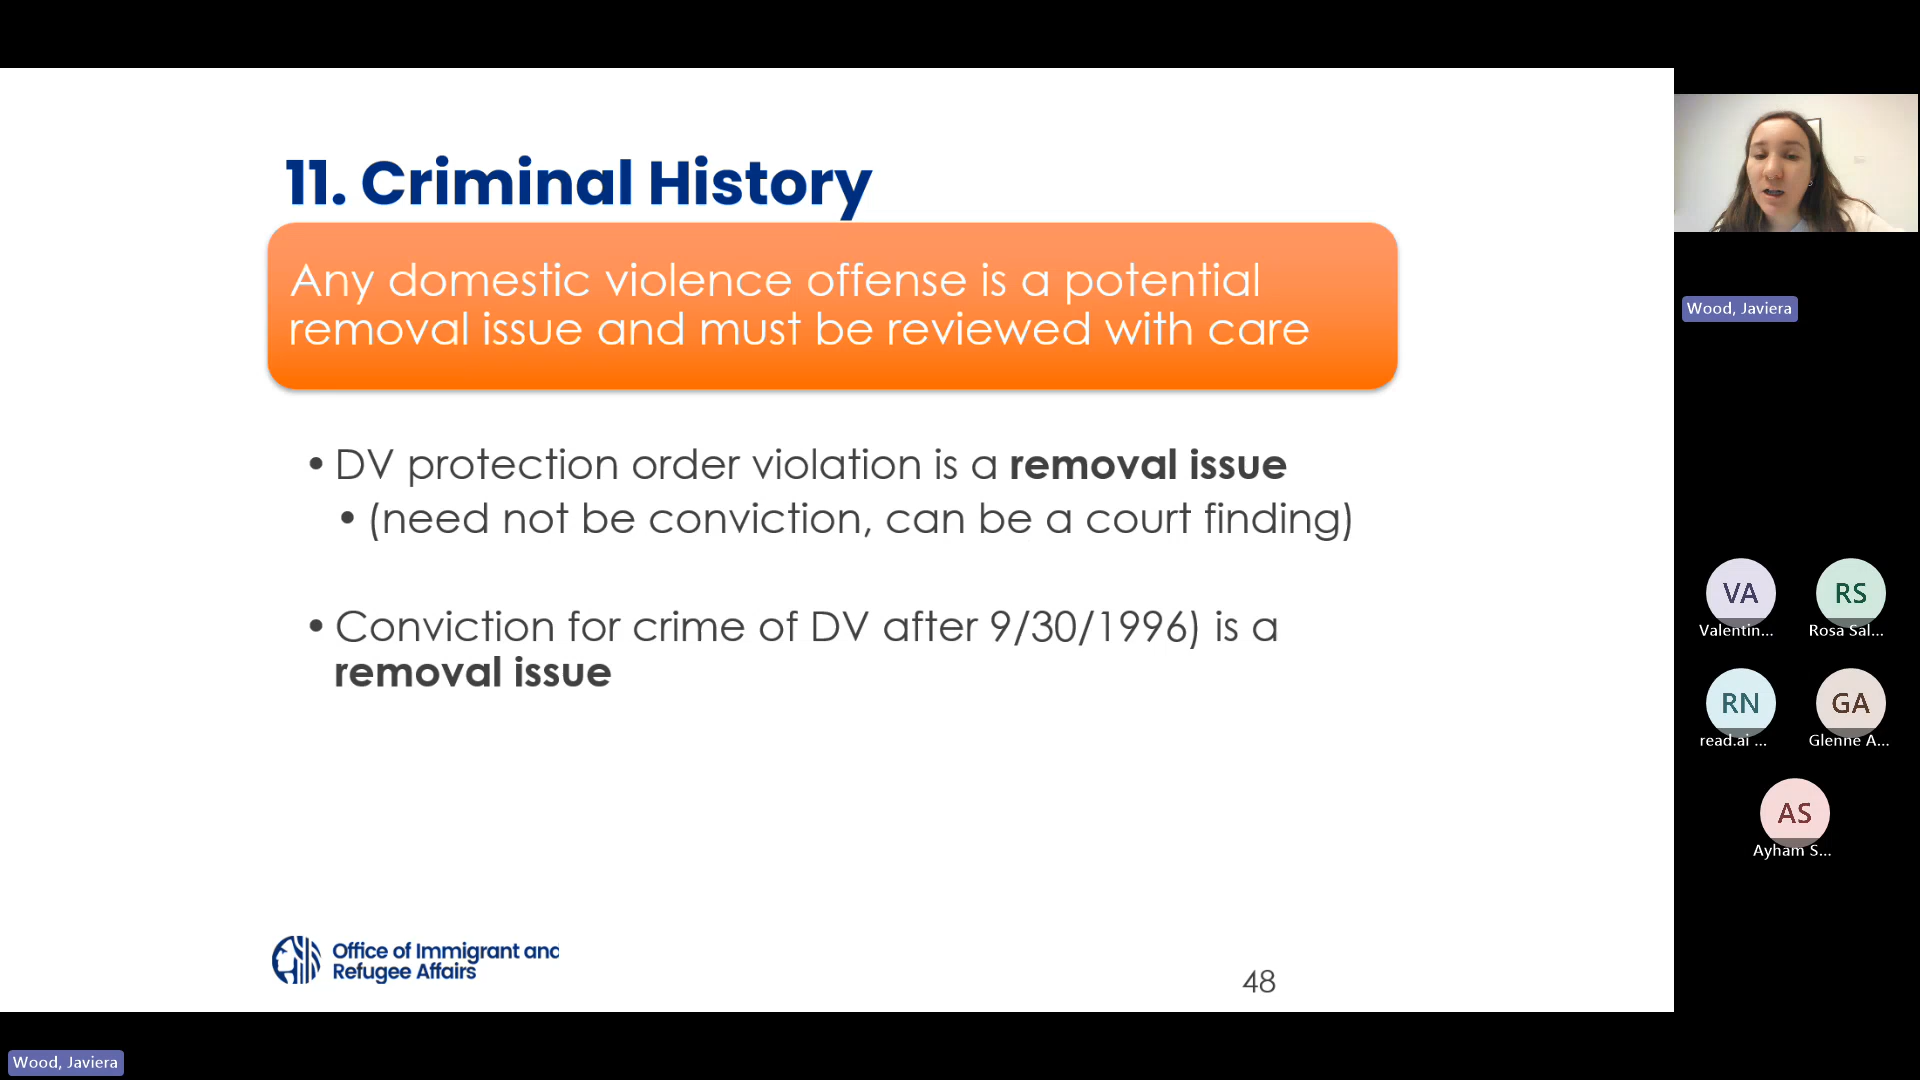 11. Criminal History
Any domestic violence offense is a potential
removal issue and must be reviewed with care
• DV protection order violation is a removal issue
• (need not be conviction, can be a court finding)
• Conviction for crime of DV after 9/30/1996) is a
removal issue
Office of Immigrant and
Refugee Affairs
48
Wood, Javiera
VA
Valentin...
RS
Rosa Sal...
RN
read.ai ...
GA
Glenne A...
AS
Ayham S...
Wood, Javiera